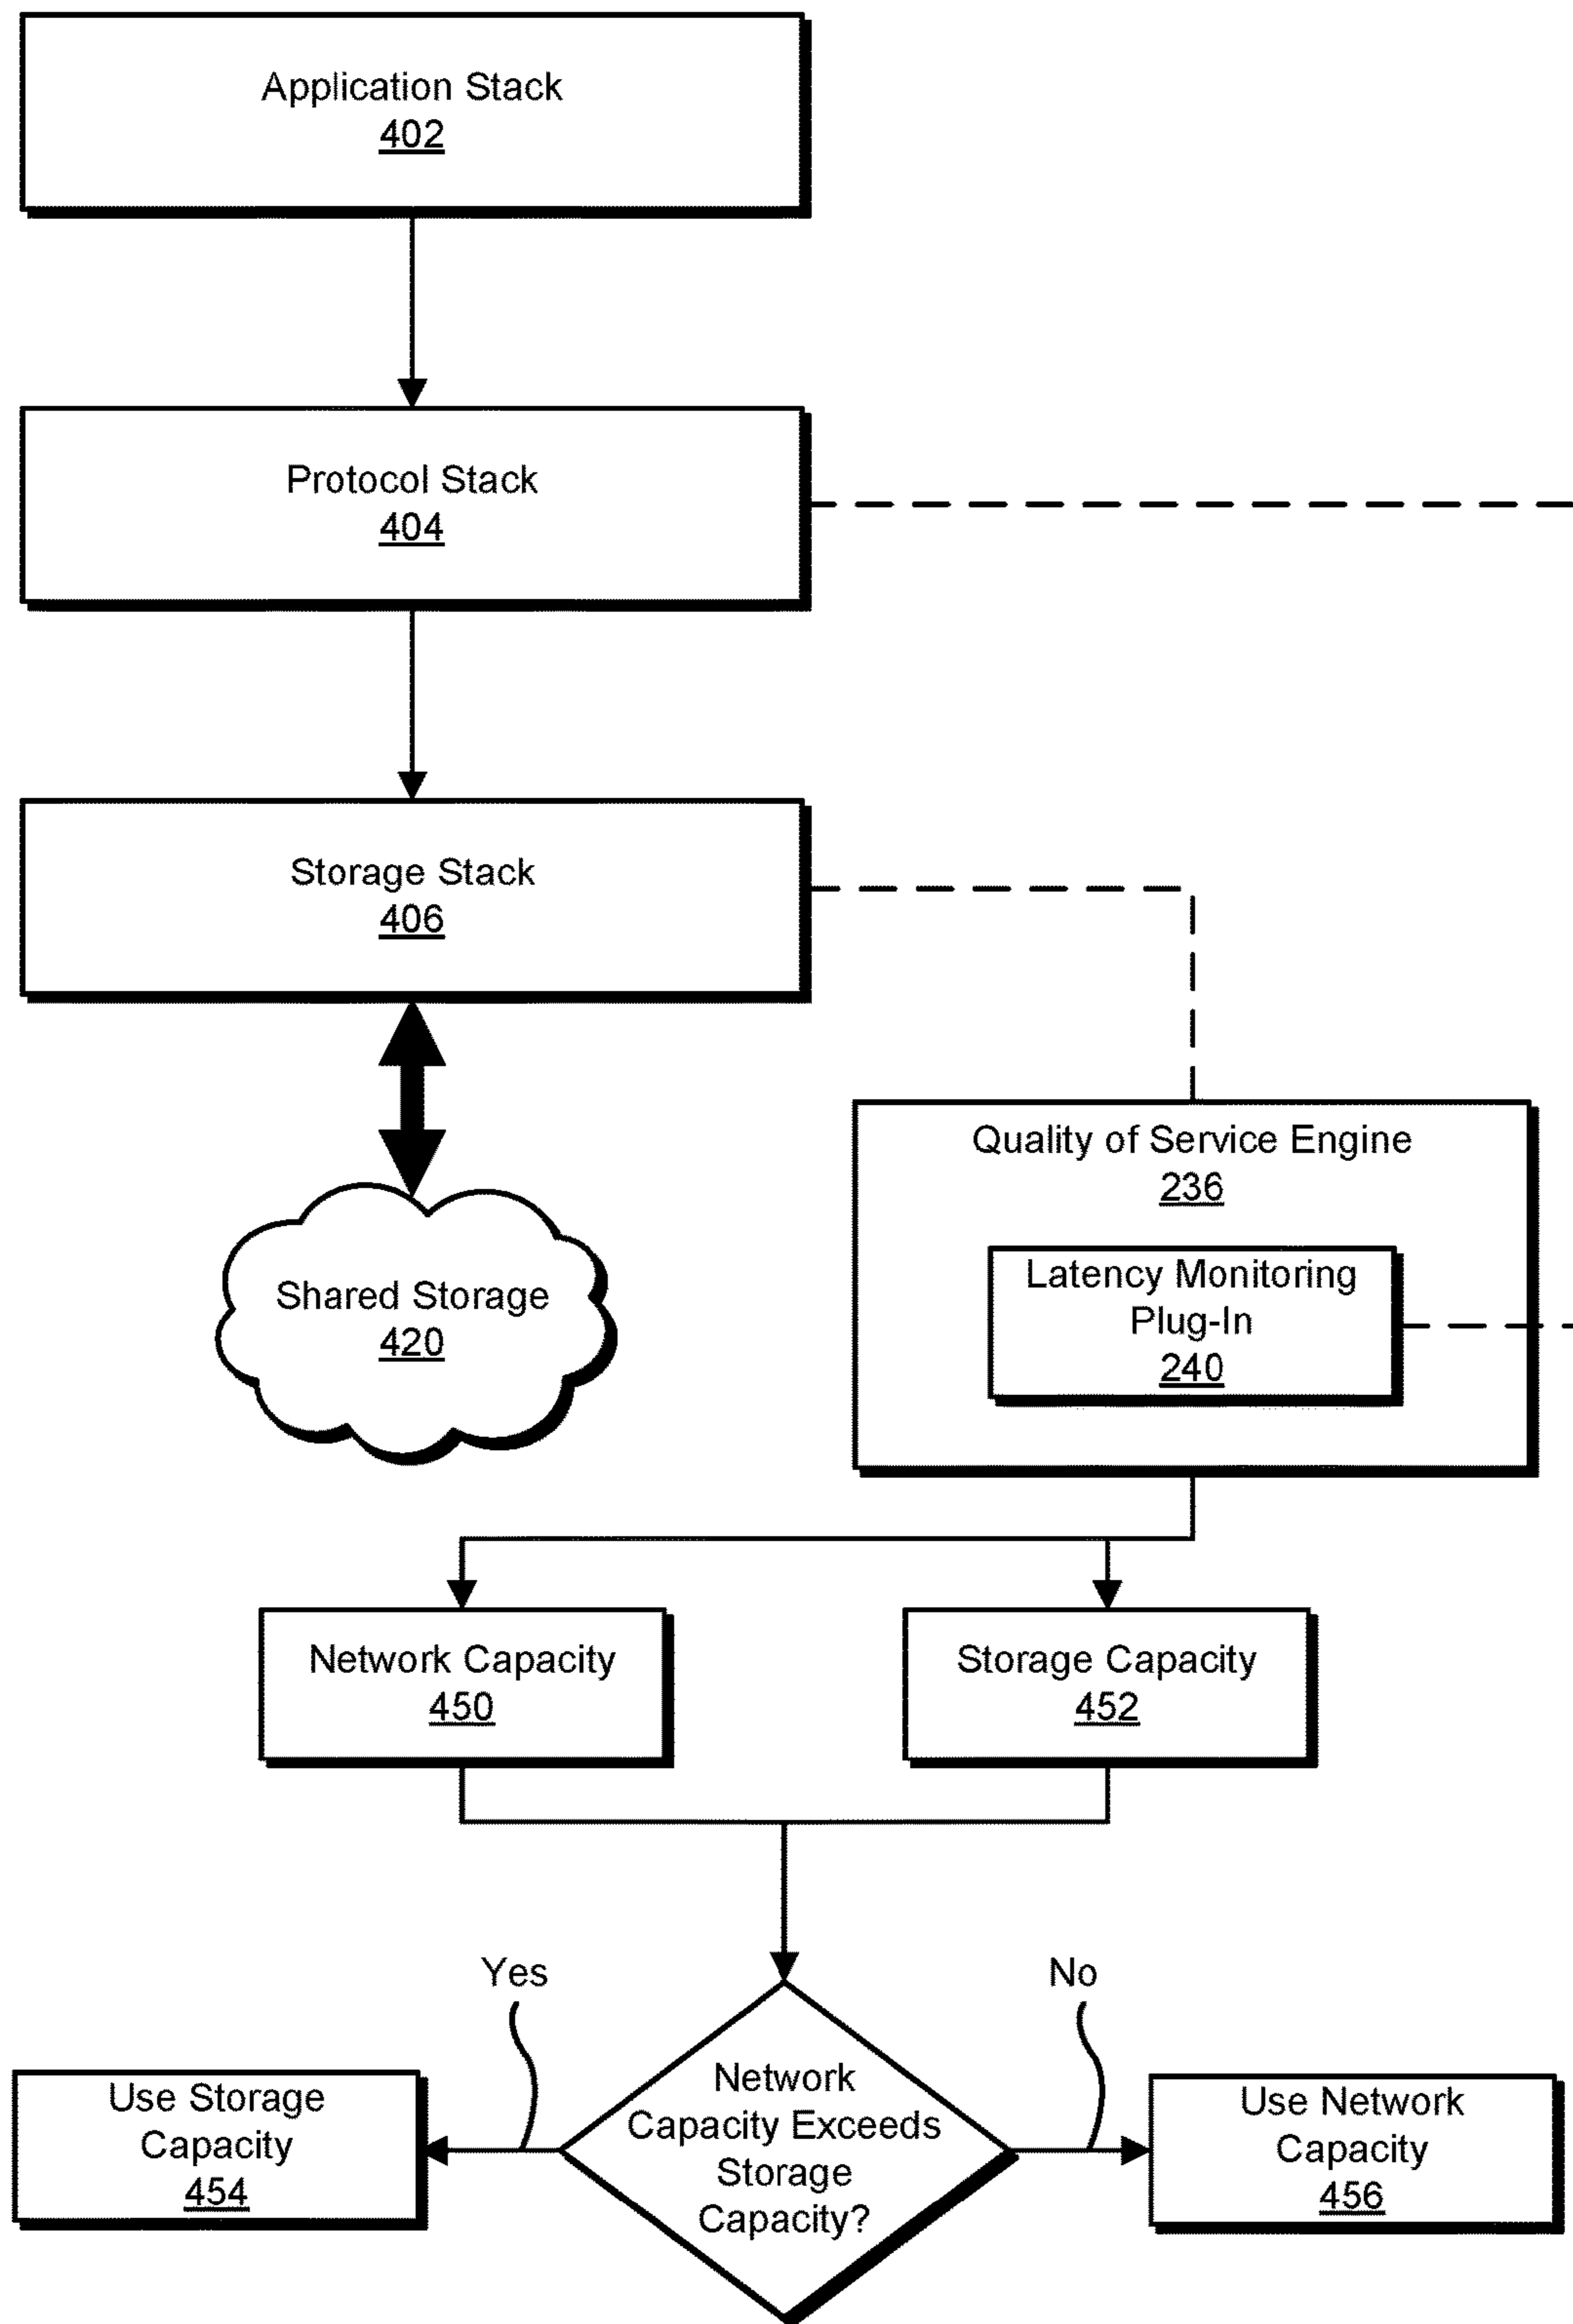 Application Stack
402
Protocol Stack
404
Storage Stack
406
Quality of Service Engine
236
Latency Monitoring
Plug-In
240
Shared Storage
420
Network Capacity
450
Storage Capacity
452
Yes
No
Network
Capacity Exceeds
Storage
Capacity?
Use Storage
Capacity
454
Use Network
Capacity
456